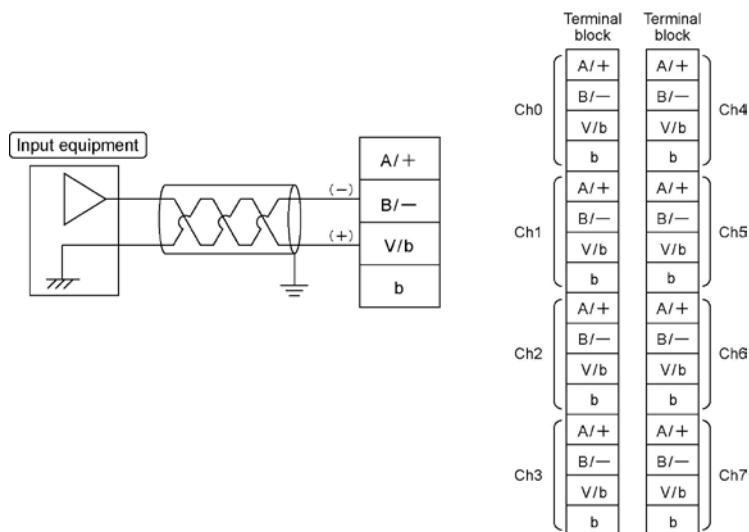 Input equipment
(−)
(+)
A/+
B/—
V/b
b
Terminal block
Terminal block
Ch0
A/+
B/—
V/b
b
A/+
B/—
V/b
b
Ch4
Ch1
A/+
B/—
V/b
b
A/+
B/—
V/b
b
Ch5
Ch2
A/+
B/—
V/b
b
A/+
B/—
V/b
b
Ch6
Ch3
A/+
B/—
V/b
b
A/+
B/—
V/b
b
Ch7